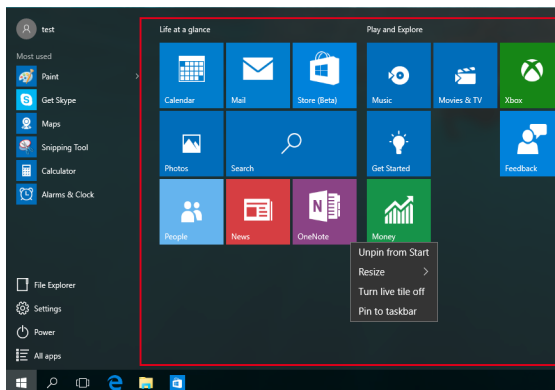 test
Most used
Paint
Get Skype
Maps
Snipping Tool
Calculator
Alarms & Clock
File Explorer
Settings
Power
All apps
Life at a glance
Calendar
Mail
Store (Beta)
Photos
Search
People
News
OneNote
Play and Explore
Music
Movies & TV
Xbox
Get Started
Feedback
Money
Unpin from Start
Resize
Turn live tile off
Pin to taskbar